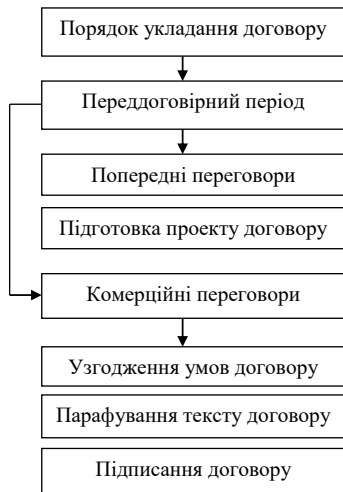 Порядок укладання договору
Переддоговірний період
Попередні переговори
Підготовка проекту договору
Комерційні переговори
Узгодження умов договору
Парафування тексту договору
Підписання договору